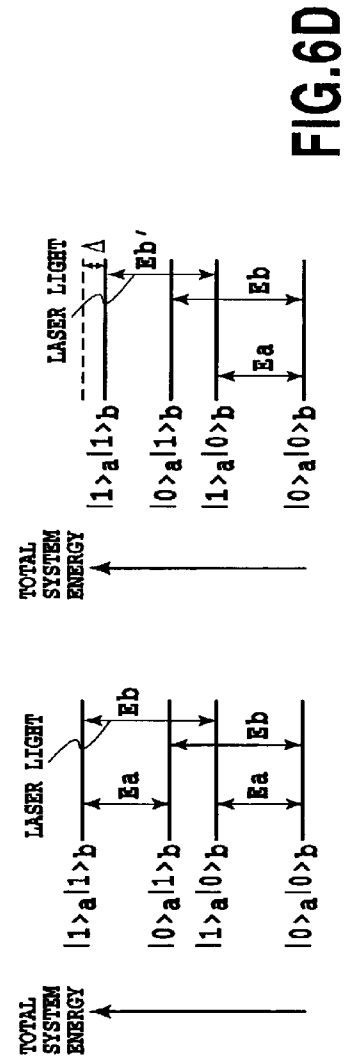 TOTAL
SYSTEM
ENERGY
LASER LIGHT
|1>a|1>b
|0>a|1>b
|1>a|0>b
|0>a|0>b
Ea
Eb
Ea
Eb
TOTAL
SYSTEM
ENERGY
LASER LIGHT
Δ
|1>a|1>b
|0>a|1>b
|1>a|0>b
|0>a|0>b
Eb'
Eb
Ea
FIG.6D